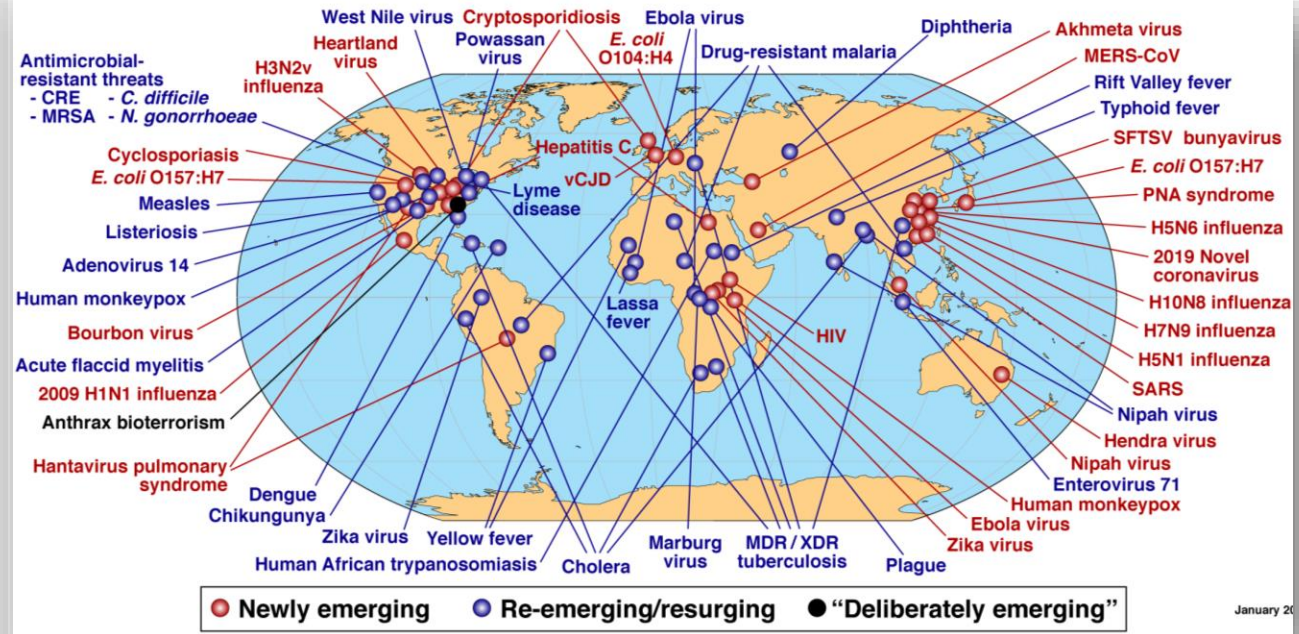 West Nile virus
Cryptosporidiosis
Ebola virus
Diphtheria
Akhmeta virus
Heartland
virus
Powassan
virus
E. coli
O104:H4
Drug-resistant malaria
MERS-CoV
Antimicrobial-
resistant threats
- CRE - C. difficile
- MRSA - N. gonorrhoeae
H3N2v
influenza
Rift Valley fever
Typhoid fever
Cyclosporiasis
E. coli O157:H7
Measles
Listeriosis
Adenovirus 14
Human monkeypox
Bourbon virus
Acute flaccid myelitis
2009 H1N1 influenza
Anthrax bioterrorism
Hantavirus pulmonary
syndrome
Hepatitis C
vCJD
Lyme
disease
Lassa
fever
HIV
SFTSV bunyavirus
E. coli O157:H7
PNA syndrome
H5N6 influenza
2019 Novel
coronavirus
H10N8 influenza
H7N9 influenza
H5N1 influenza
SARS
Nipah virus
Hendra virus
Nipah virus
Enterovirus 71
Human monkeypox
Ebola virus
Zika virus
Dengue
Chikungunya
Zika virus
Yellow fever
Human African trypanosomiasis
Cholera
Marburg
virus
MDR / XDR
tuberculosis
Plague
Newly emerging
Re-emerging/resurging
“Deliberately emerging”
January